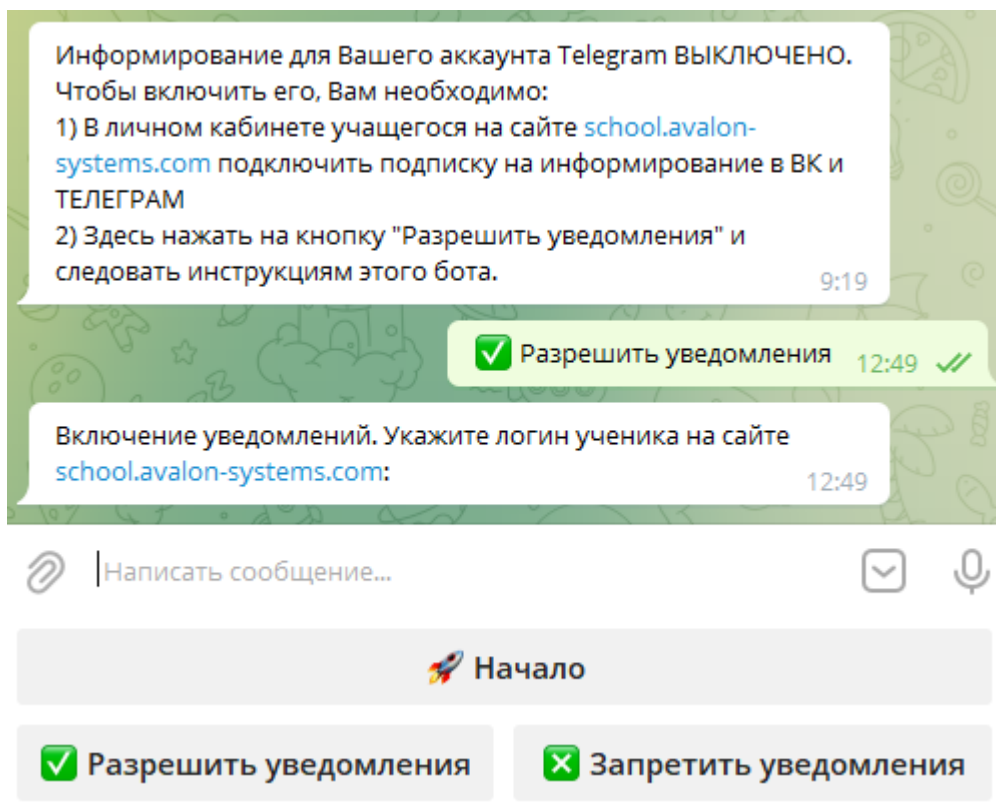 Информирование для Вашего аккаунта Telegram ВЫКЛЮЧЕНО.
Чтобы включить его, Вам необходимо:
1) В личном кабинете учащегося на сайте school.avalon-
systems.com подключить подписку на информирование в ВК и
ТЕЛЕГРАМ
2) Здесь нажать на кнопку "Разрешить уведомления" и
следовать инструкциям этого бота.
9:19
✅ Разрешить уведомления 12:49
Включение уведомлений. Укажите логин ученика на сайте
school.avalon-systems.com:
12:49
Написать сообщение...
🚀 Начало
✅ Разрешить уведомления
❎ Запретить уведомления